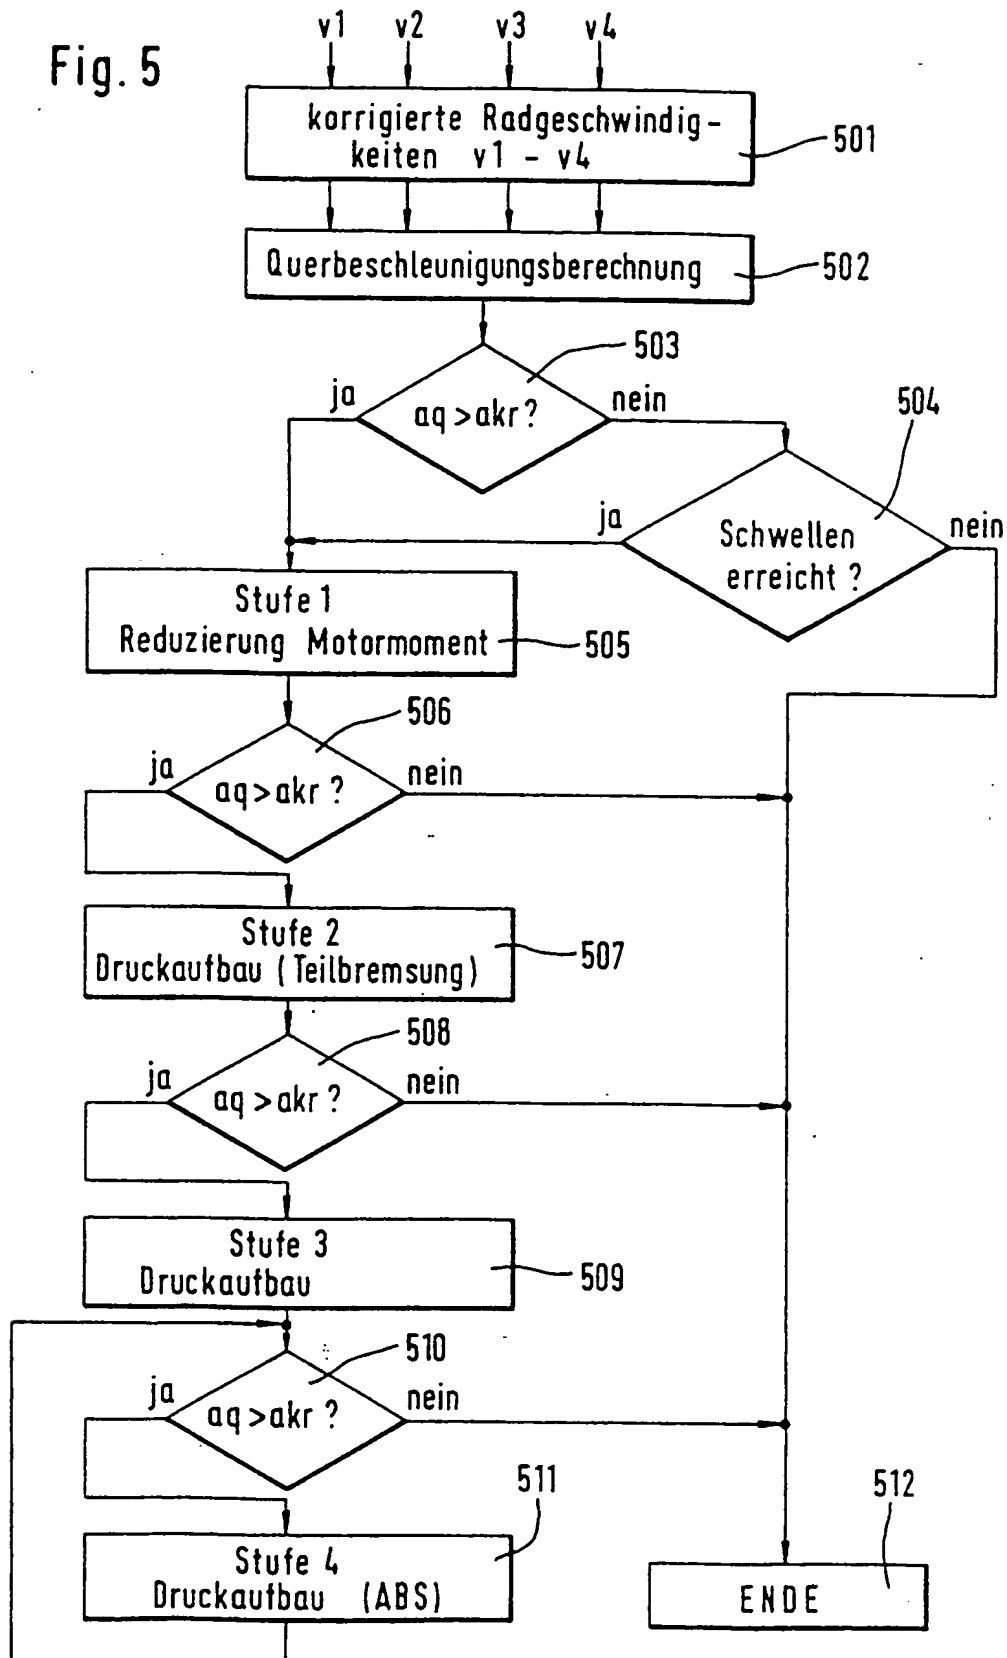 Fig. 5
v1 v2 v3 v4
korrigierte Radgeschwindig-
keiten v1 - v4
501
Querbeschleunigungsberechnung
502
503
ja
aq>akr?
nein
504
ja
Schwellen
erreicht ?
nein
Stufe 1
Reduzierung Motormoment
505
506
ja
aq>akr ?
nein
Stufe 2
Druckaufbau (Teilbremsung)
507
508
ja
aq>akr ?
nein
Stufe 3
Druckaufbau
509
510
ja
aq>akr ?
nein
511
Stufe 4
Druckaufbau (ABS)
512
ENDE